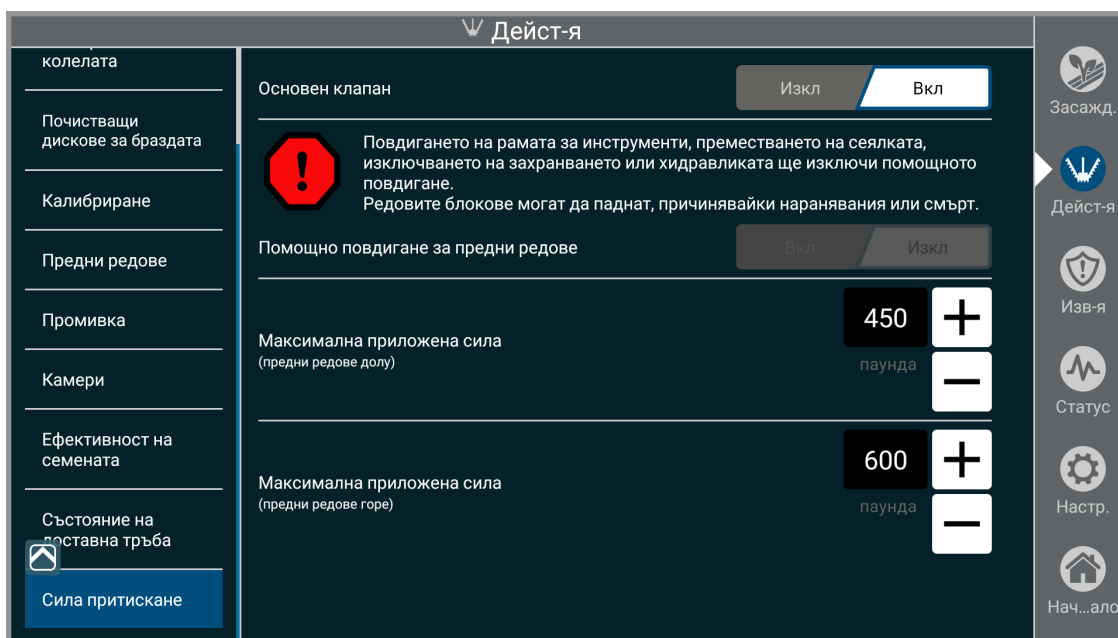 Дейст-я
колелата
Почистващи
дискове за браздата
Калибриране
Предни редове
Промивка
Камери
Ефективност на
семената
Състояние на
доставна тръба
Сила притискане
Основен клапан
Изкл
Вкл
Повдигането на рамата за инструменти, преместването на сеялката,
изключването на захранването или хидравликата ще изключи помощното
повдигане.
Редовите блокове могат да паднат, причинявайки наранявания или смърт.
Помощно повдигане за предни редове
Вкл
Изкл
Максимална приложена сила
(предни редове долу)
450
паунда
Максимална приложена сила
(предни редове горе)
600
паунда
Засажд.
Дейст-я
Изв-я
Статус
Настр.
Нач...ало